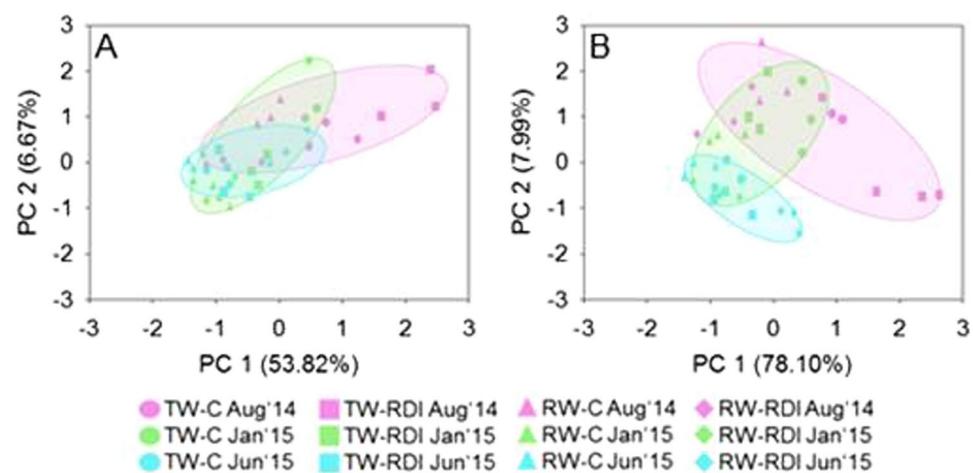 A
B
3
2
1
0
-1
-2
-3
PC 2 (6.67%)
-3 -2 -1 0 1 2 3
PC 1 (53.82%)
3
2
1
0
-1
-2
-3
PC 2 (7.99%)
-3 -2 -1 0 1 2 3
PC 1 (78.10%)
TW-C Aug'14 TW-RDI Aug'14 RW-C Aug'14 RW-RDI Aug'14
TW-C Jan'15 TW-RDI Jan'15 RW-C Jan'15 RW-RDI Jan'15
TW-C Jun'15 TW-RDI Jun'15 RW-C Jun'15 RW-RDI Jun'15